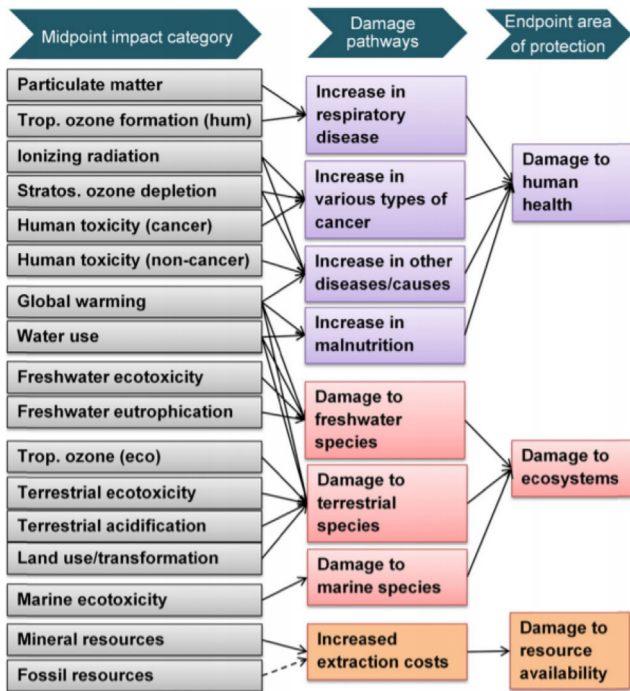 Midpoint impact category
Damage
pathways
Endpoint area
of protection
Particulate matter
Trop. ozone formation (hum)
Ionizing radiation
Stratos. ozone depletion
Human toxicity (cancer)
Human toxicity (non-cancer)
Global warming
Water use
Freshwater ecotoxicity
Freshwater eutrophication
Trop. ozone (eco)
Terrestrial ecotoxicity
Terrestrial acidification
Land use/transformation
Marine ecotoxicity
Mineral resources
Fossil resources
Increase in
respiratory
disease
Increase in
various types of
cancer
Increase in other
diseases/causes
Increase in
malnutrition
Damage to
freshwater
species
Damage to
terrestrial
species
Damage to
marine species
Increased
extraction costs
Damage to
human
health
Damage to
ecosystems
Damage to
resource
availability